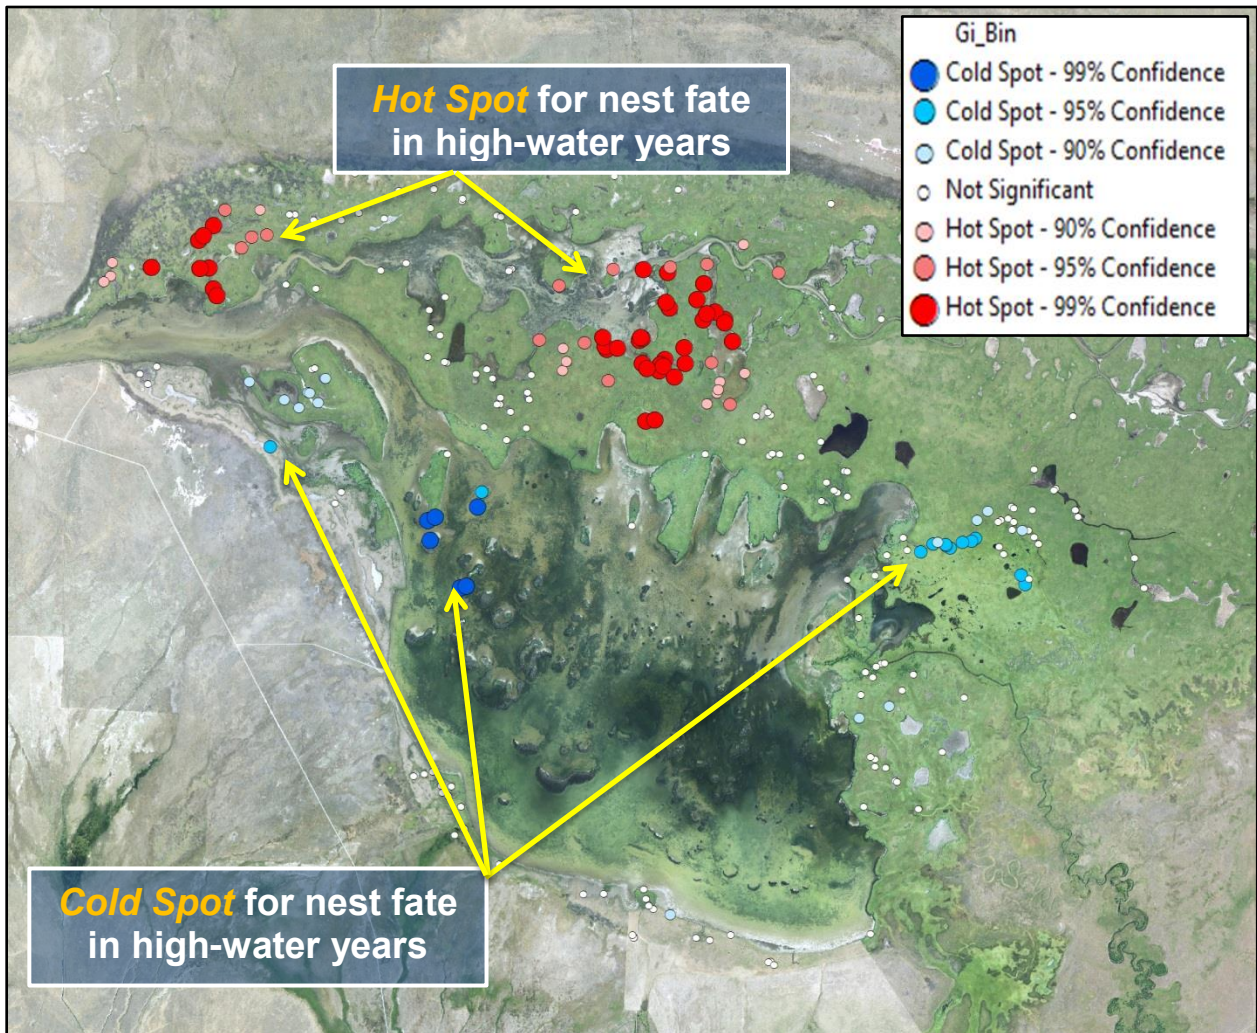 Gi_Bin
Cold Spot - 99% Confidence
Cold Spot - 95% Confidence
Cold Spot - 90% Confidence
Not Significant
Hot Spot - 90% Confidence
Hot Spot - 95% Confidence
Hot Spot - 99% Confidence
Hot Spot for nest fate
in high-water years
Cold Spot for nest fate
in high-water years